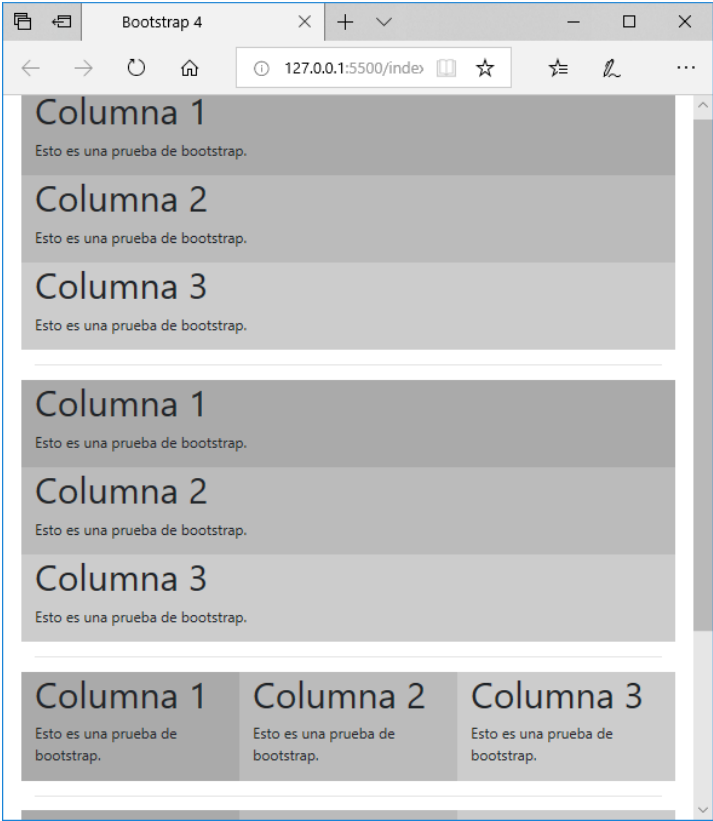 Bootstrap 4
127.0.0.1:5500/index
Columna 1
Esto es una prueba de bootstrap.
Columna 2
Esto es una prueba de bootstrap.
Columna 3
Esto es una prueba de bootstrap.
Columna 1
Esto es una prueba de bootstrap.
Columna 2
Esto es una prueba de bootstrap.
Columna 3
Esto es una prueba de bootstrap.
Columna 1
Esto es una prueba de
bootstrap.
Columna 2
Esto es una prueba de
bootstrap.
Columna 3
Esto es una prueba de
bootstrap.